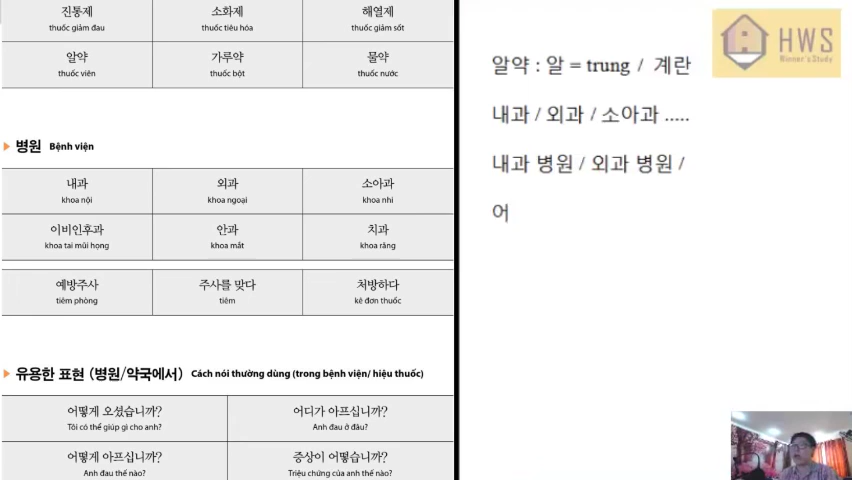 진통제 소화제 해열제
thuốc giảm đau thuốc tiêu hóa thuốc giảm sốt
알약 가루약 물약
thuốc viên thuốc bột thuốc nước
▶ 병원 Bệnh viện
내과 외과 소아과
khoa nội khoa ngoại khoa nhi
이비인후과 안과 치과
khoa tai mũi họng khoa mắt khoa răng
예방주사 주사를 맞다 처방하다
tiêm phòng tiêm kê đơn thuốc
▶ 유용한 표현 (병원/약국에서) Cách nói thường dùng (trong bệnh viện/ hiệu thuốc)
어떻게 오셨습니까? 어디가 아프십니까?
Tôi có thể giúp gì cho anh? Anh đau ở đâu?
어떻게 아프십니까? 증상이 어떻습니까?
Anh đau thế nào? Triệu chứng của anh thế nào?
HWS
Winner's Study
알약 : 알 = trung / 계란
내과 / 외과 / 소아과 .....
내과 병원 / 외과 병원 /
어